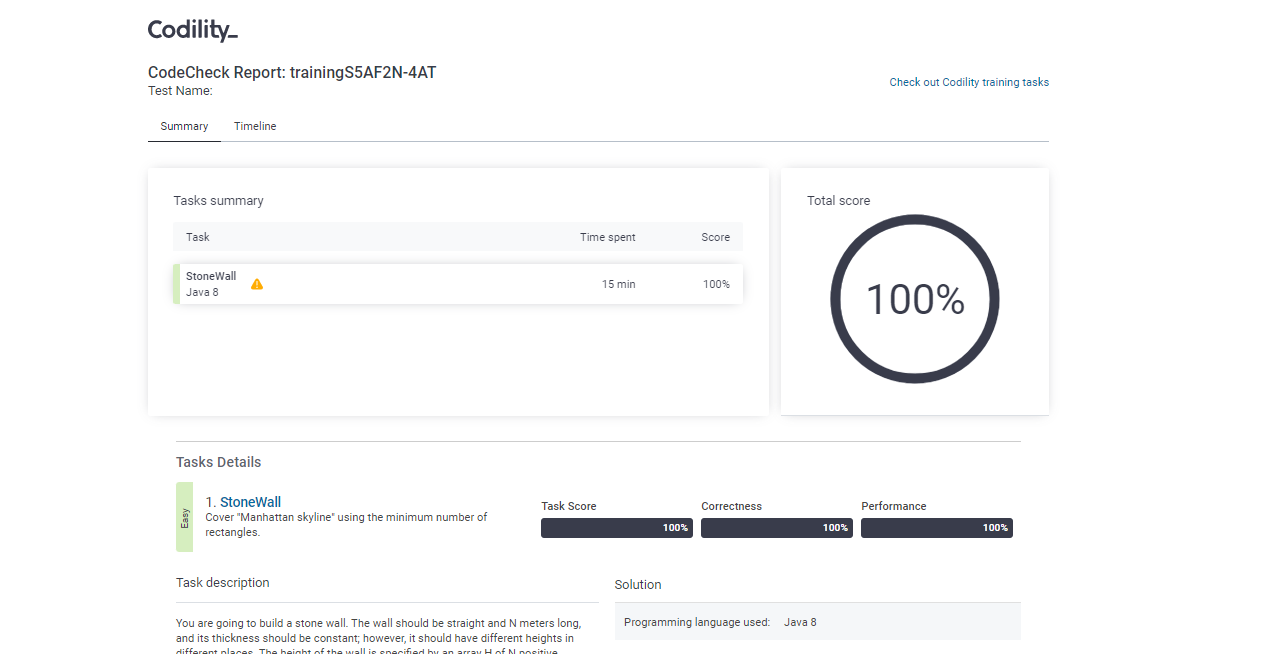 Codility_
CodeCheck Report: trainingS5AF2N-4AT
Test Name:
Check out Codility training tasks
Summary Timeline
Tasks summary
Task Time spent Score
StoneWall
Java 8
15 min 100%
Total score
100%
Tasks Details
Easy
1. StoneWall
Cover "Manhattan skyline" using the minimum number of
rectangles.
Task Score Correctness Performance
100% 100% 100%
Task description
You are going to build a stone wall. The wall should be straight and N meters long,
and its thickness should be constant; however, it should have different heights in
different places. The height of the wall is specified by an array H of N positive
Solution
Programming language used: Java 8